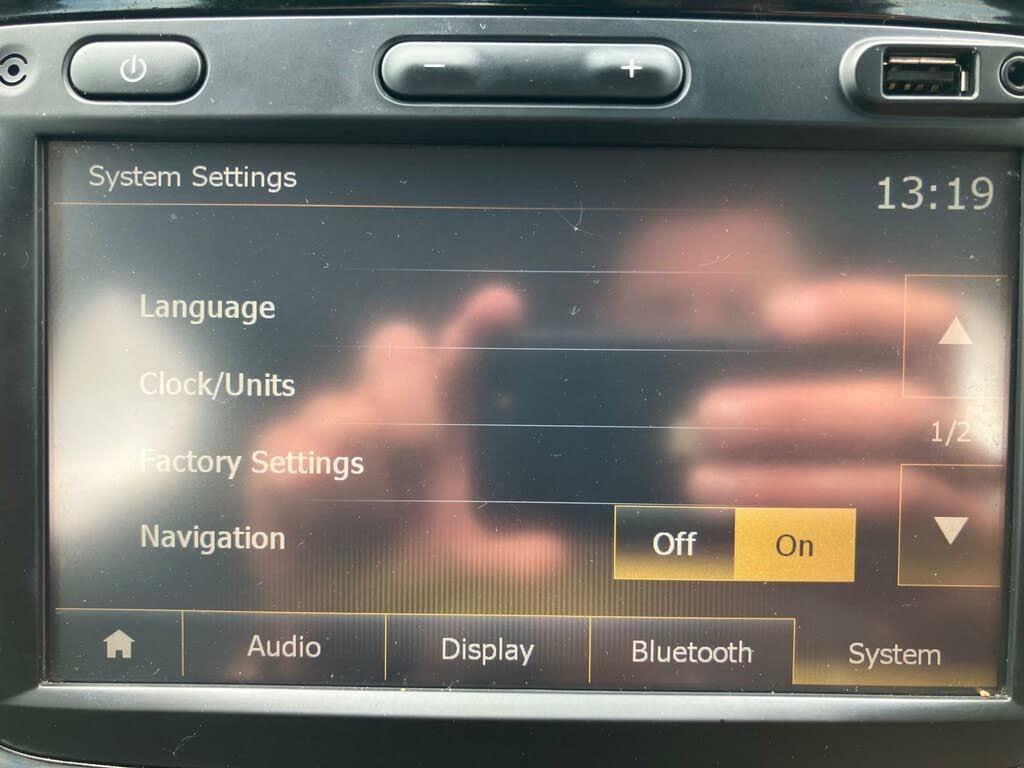 System Settings
13:19
Language
Clock/Units
1/2
Factory Settings
Navigation
Off
On
Audio
Display
Bluetooth
System